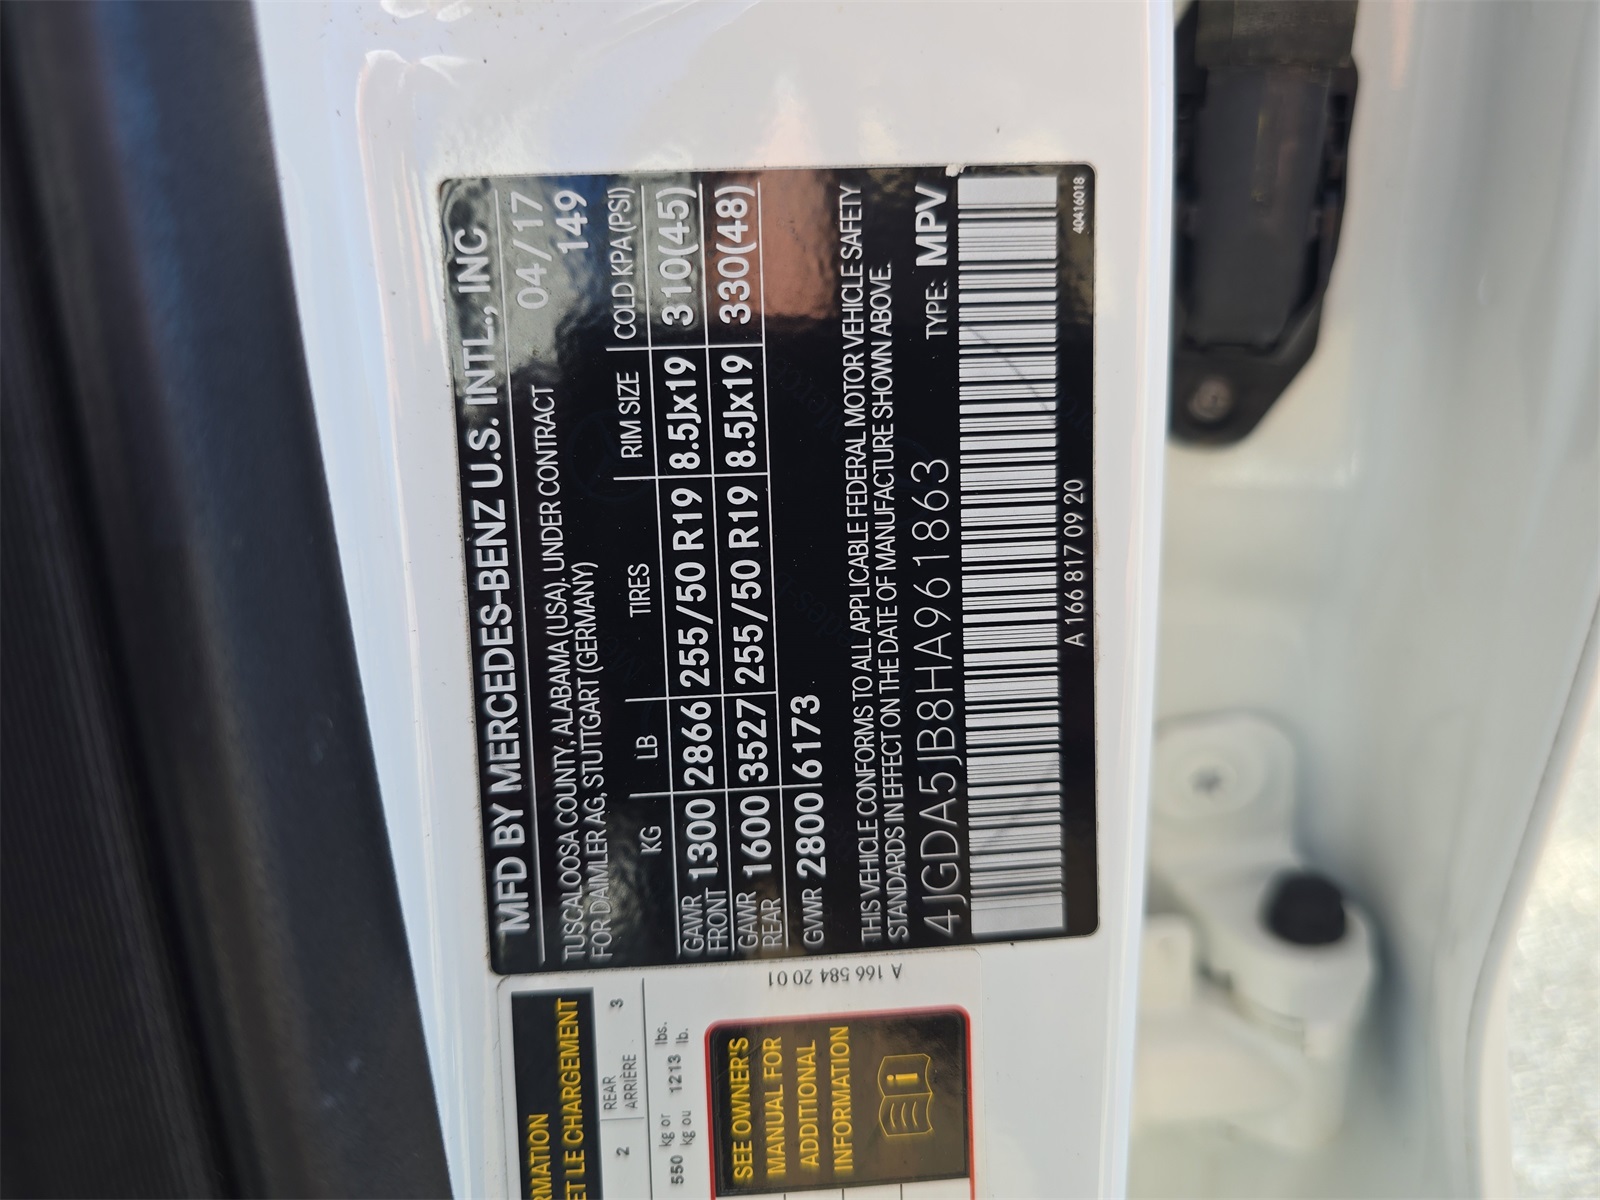 MFD BY MERCEDES-BENZ U.S. INTL., INC
04/17
TUSCALOOSA COUNTY, ALABAMA (USA). UNDER CONTRACT 149
FOR DAIMLER AG, STUTTGART (GERMANY)
KG LB TIRES RIM SIZE COLD KPA (PSI)
GAWR FRONT 1300 2866 255/50 R19 8.5Jx19 310(45)
GAWR REAR 1600 3527 255/50 R19 8.5Jx19 330(48)
GVWR 2800 6173
THIS VEHICLE CONFORMS TO ALL APPLICABLE FEDERAL MOTOR VEHICLE SAFETY
STANDARDS IN EFFECT ON THE DATE OF MANUFACTURE SHOWN ABOVE.
4JGDA5JB8HA961863 TYPE: MPV
A 166 817 09 20
40416018
A 166 584 20 01
ET LE CHARGEMENT
2 REAR ARRIÈRE 3
550 kg or 1213 lbs.
kg ou lb.
SEE OWNER'S
MANUAL FOR
ADDITIONAL
INFORMATION